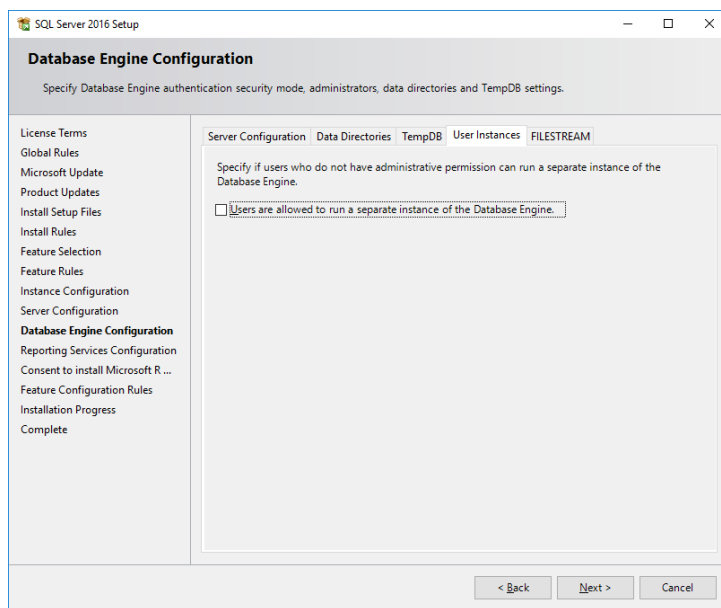 SQL Server 2016 Setup
Database Engine Configuration
Specify Database Engine authentication security mode, administrators, data directories and TempDB settings.
License Terms
Global Rules
Microsoft Update
Product Updates
Install Setup Files
Install Rules
Feature Selection
Feature Rules
Instance Configuration
Server Configuration
Database Engine Configuration
Reporting Services Configuration
Consent to install Microsoft R ...
Feature Configuration Rules
Installation Progress
Complete
Server Configuration Data Directories TempDB User Instances FILESTREAM
Specify if users who do not have administrative permission can run a separate instance of the
Database Engine.
Users are allowed to run a separate instance of the Database Engine.
< Back Next > Cancel